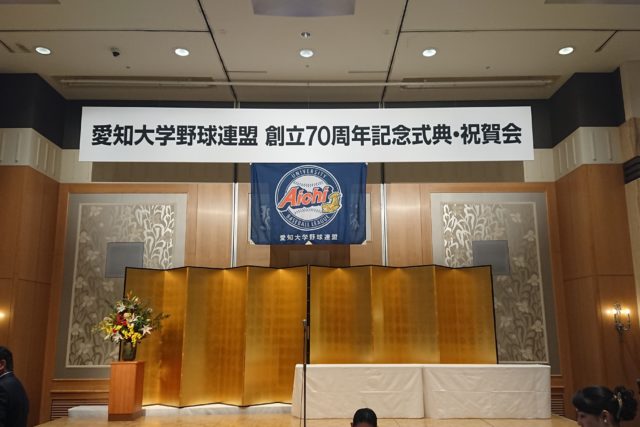 愛知大学野球連盟 創立70周年記念式典・祝賀会
UNIVERSITY
Aichi
BASEBALL LEAGUE
愛知大学野球連盟